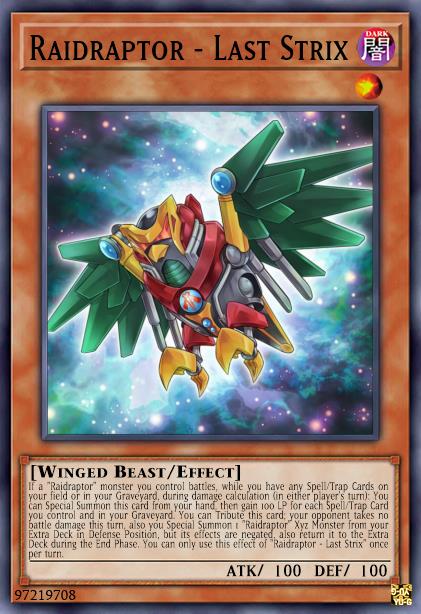 RAIDRAPTOR - LAST STRIX
DARK
闇
[WINGED BEAST/EFFECT]
If a "Raidraptor" monster you control battles, while you have any Spell/Trap Cards on
your field or in your Graveyard, during damage calculation (in either player's turn): You
can Special Summon this card from your hand, then gain 100 LP for each Spell/Trap Card
you control and in your Graveyard. You can Tribute this card; your opponent takes no
battle damage this turn, also you Special Summon 1 "Raidraptor" Xyz Monster from your
Extra Deck in Defense Position, but its effects are negated, also return it to the Extra
Deck during the End Phase. You can only use this effect of "Raidraptor - Last Strix" once
per turn.
ATK/ 100 DEF/ 100
97219708